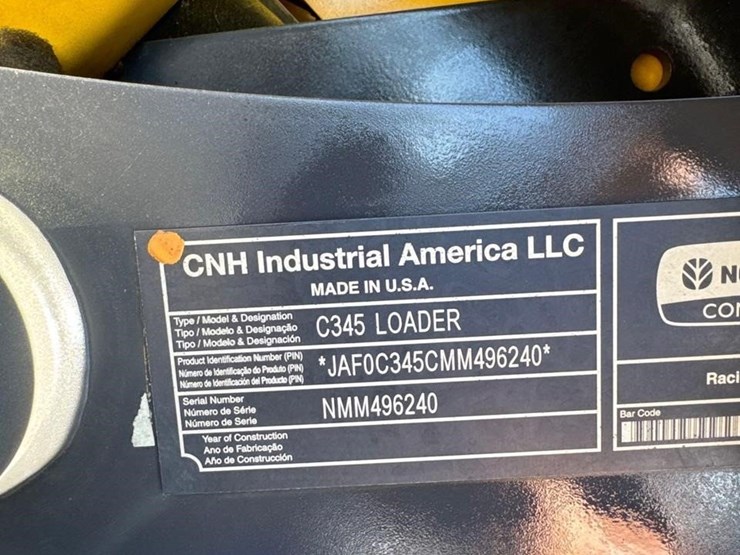 CNH Industrial America LLC
MADE IN U.S.A.
Type / Model & Designation
Tipo / Modelo & Designação
Tipo / Modelo & Designación
C345 LOADER
Product Identification Number (PIN)
Número de Identificação do Produto (PIN)
Número de Identificación del Producto (PIN)
*JAF0C345CMM496240*
Serial Number
Número de Série
Número de Serie
NMM496240
Year of Construction
Ano de Fabricação
Año de Construcción
N
CON
Raci
Bar Code